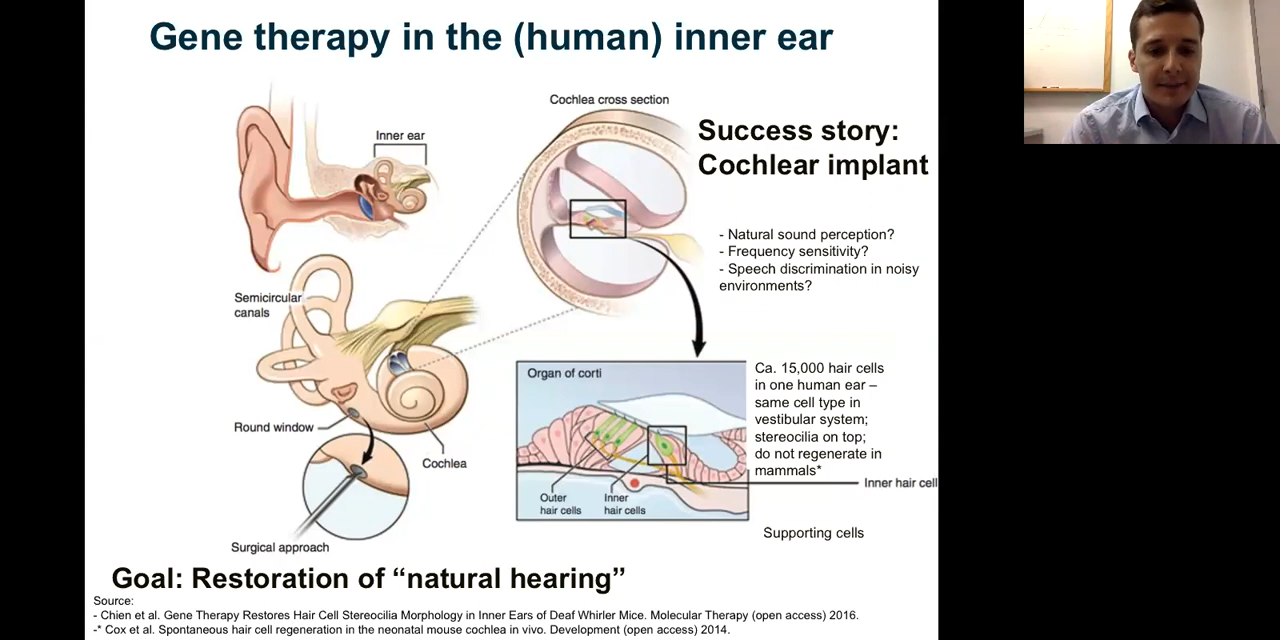 Gene therapy in the (human) inner ear
Cochlea cross section
Inner ear
Success story:
Cochlear implant
- Natural sound perception?
- Frequency sensitivity?
- Speech discrimination in noisy
environments?
Semicircular
canals
Round window
Cochlea
Surgical approach
Organ of corti
Outer
hair cells
Inner
hair cells
Ca. 15,000 hair cells
in one human ear –
same cell type in
vestibular system;
stereocilia on top;
do not regenerate in
mammals*
Inner hair cell
Supporting cells
Goal: Restoration of “natural hearing”
Source:
- Chien et al. Gene Therapy Restores Hair Cell Stereocilia Morphology in Inner Ears of Deaf Whirler Mice. Molecular Therapy (open access) 2016.
-* Cox et al. Spontaneous hair cell regeneration in the neonatal mouse cochlea in vivo. Development (open access) 2014.